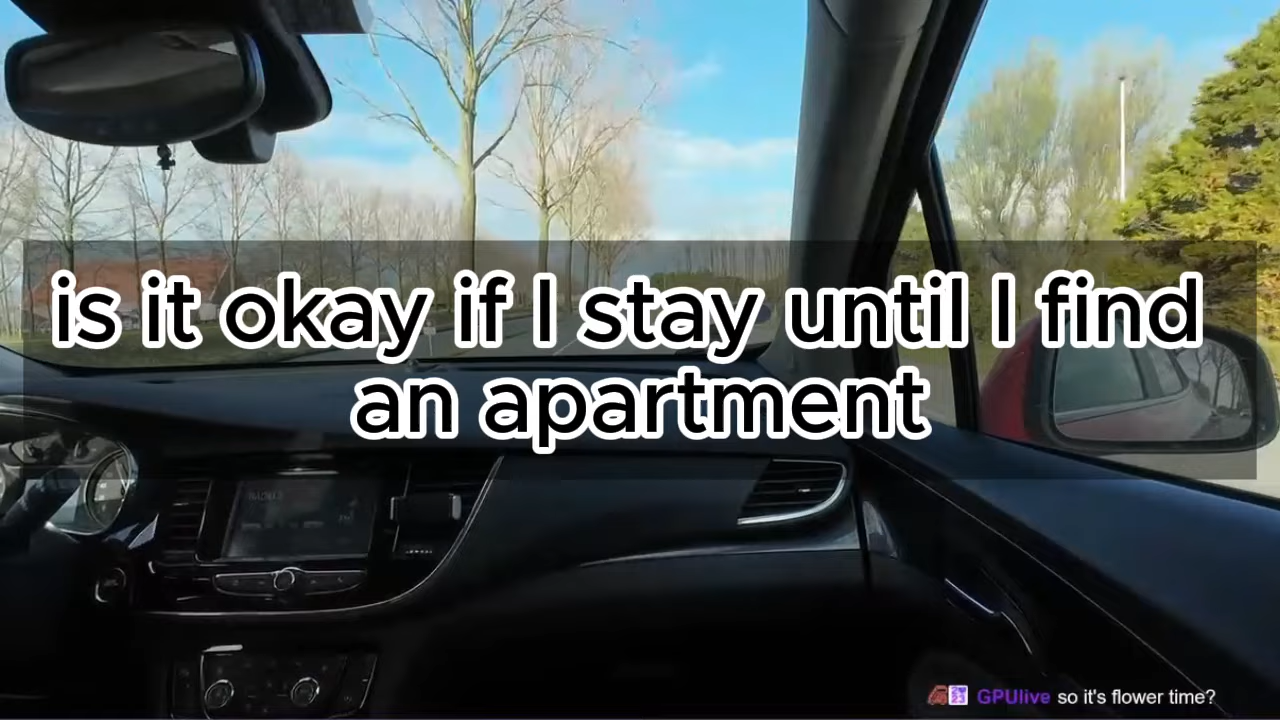 is it okay if I stay until I find
an apartment
GPUlive so it's flower time?